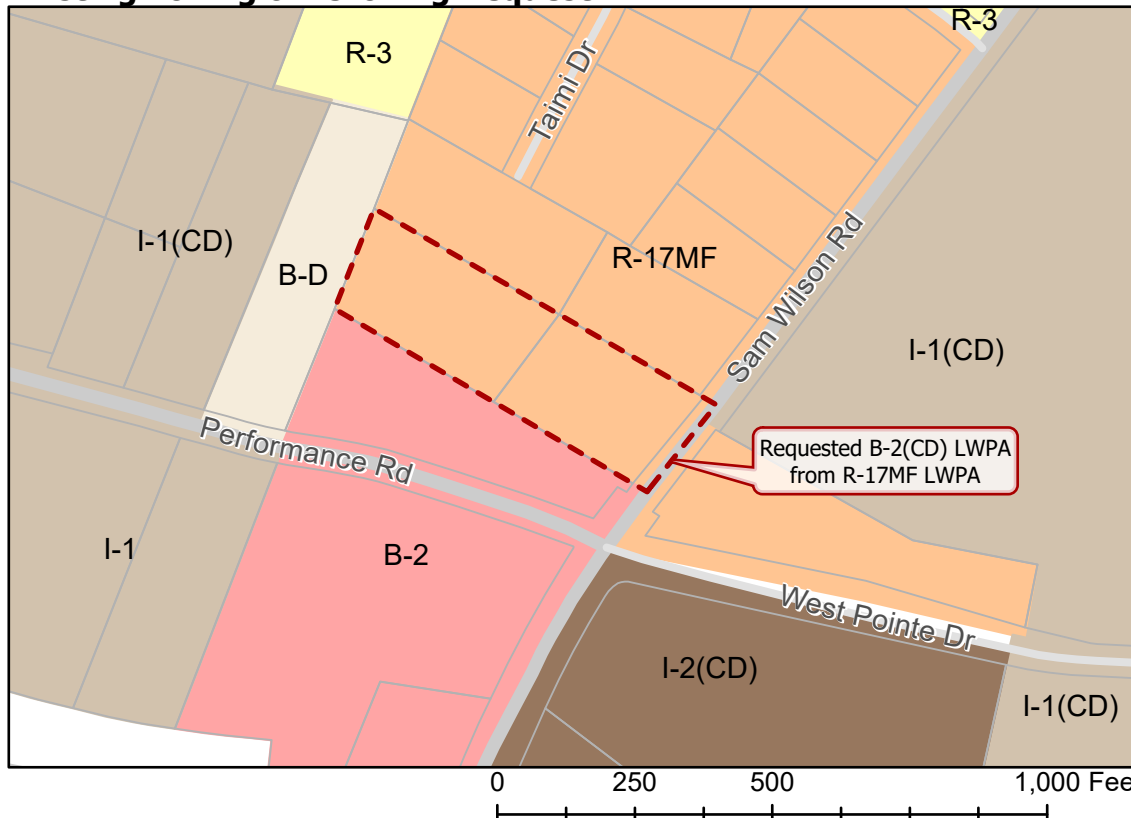 R-3
R-3
Taimi Dr
I-1(CD)
R-17MF
B-D
Sam Wilson Rd
I-1(CD)
Performance Rd
Requested B-2(CD) LWPA
from R-17MF LWPA
I-1
B-2
West Pointe Dr
I-2(CD)
I-1(CD)
0 250 500 1,000 Fee